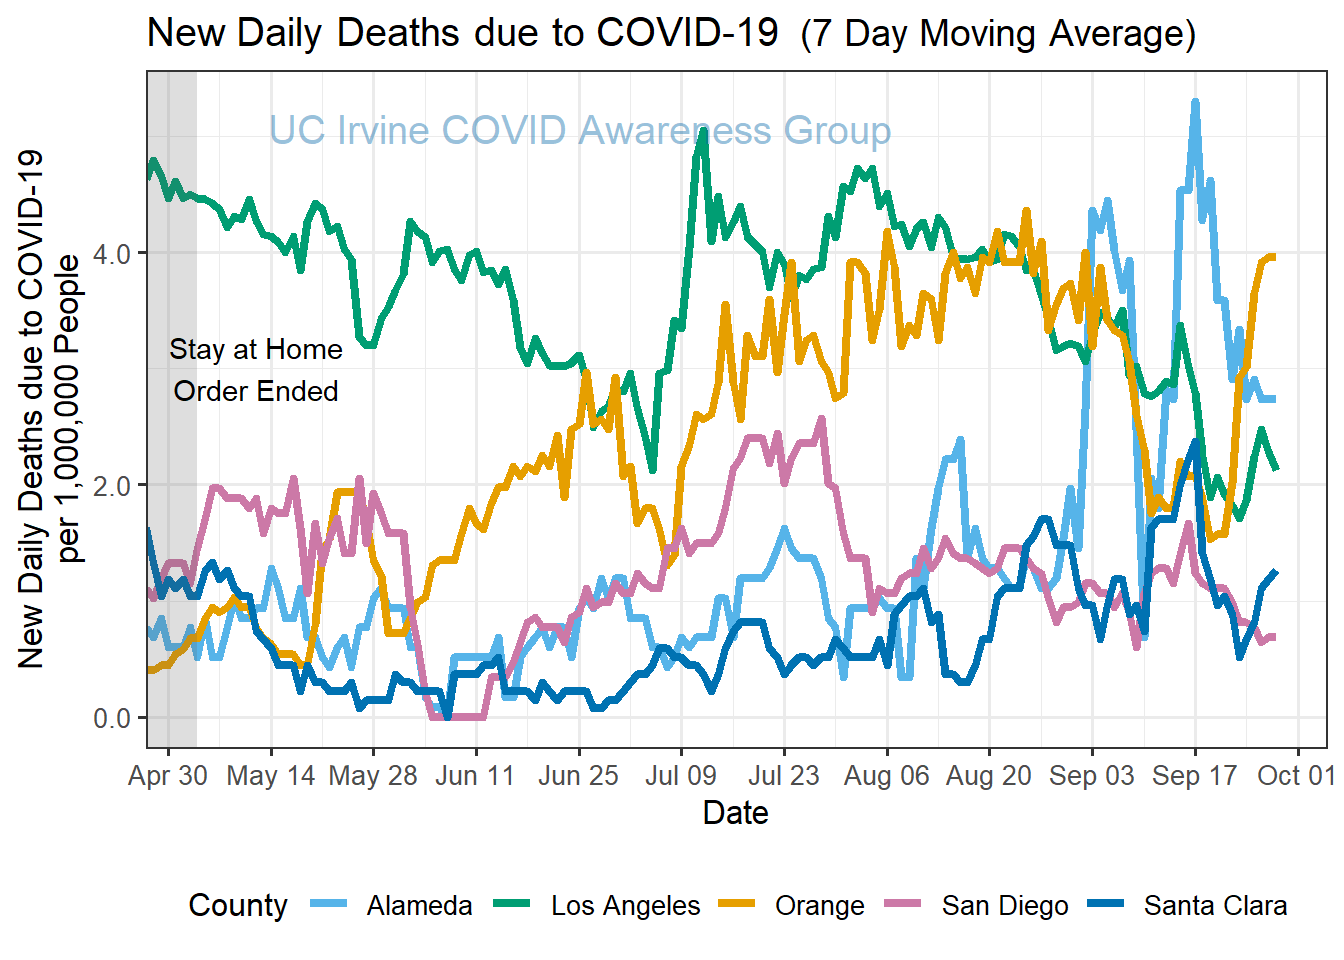 New Daily Deaths due to COVID-19 (7 Day Moving Average)
UC Irvine COVID Awareness Group
New Daily Deaths due to COVID-19
per 1,000,000 People
4.0
2.0
0.0
Stay at Home
Order Ended
Apr 30 May 14 May 28 Jun 11 Jun 25 Jul 09 Jul 23 Aug 06 Aug 20 Sep 03 Sep 17 Oct 01
Date
County Alameda Los Angeles Orange San Diego Santa Clara